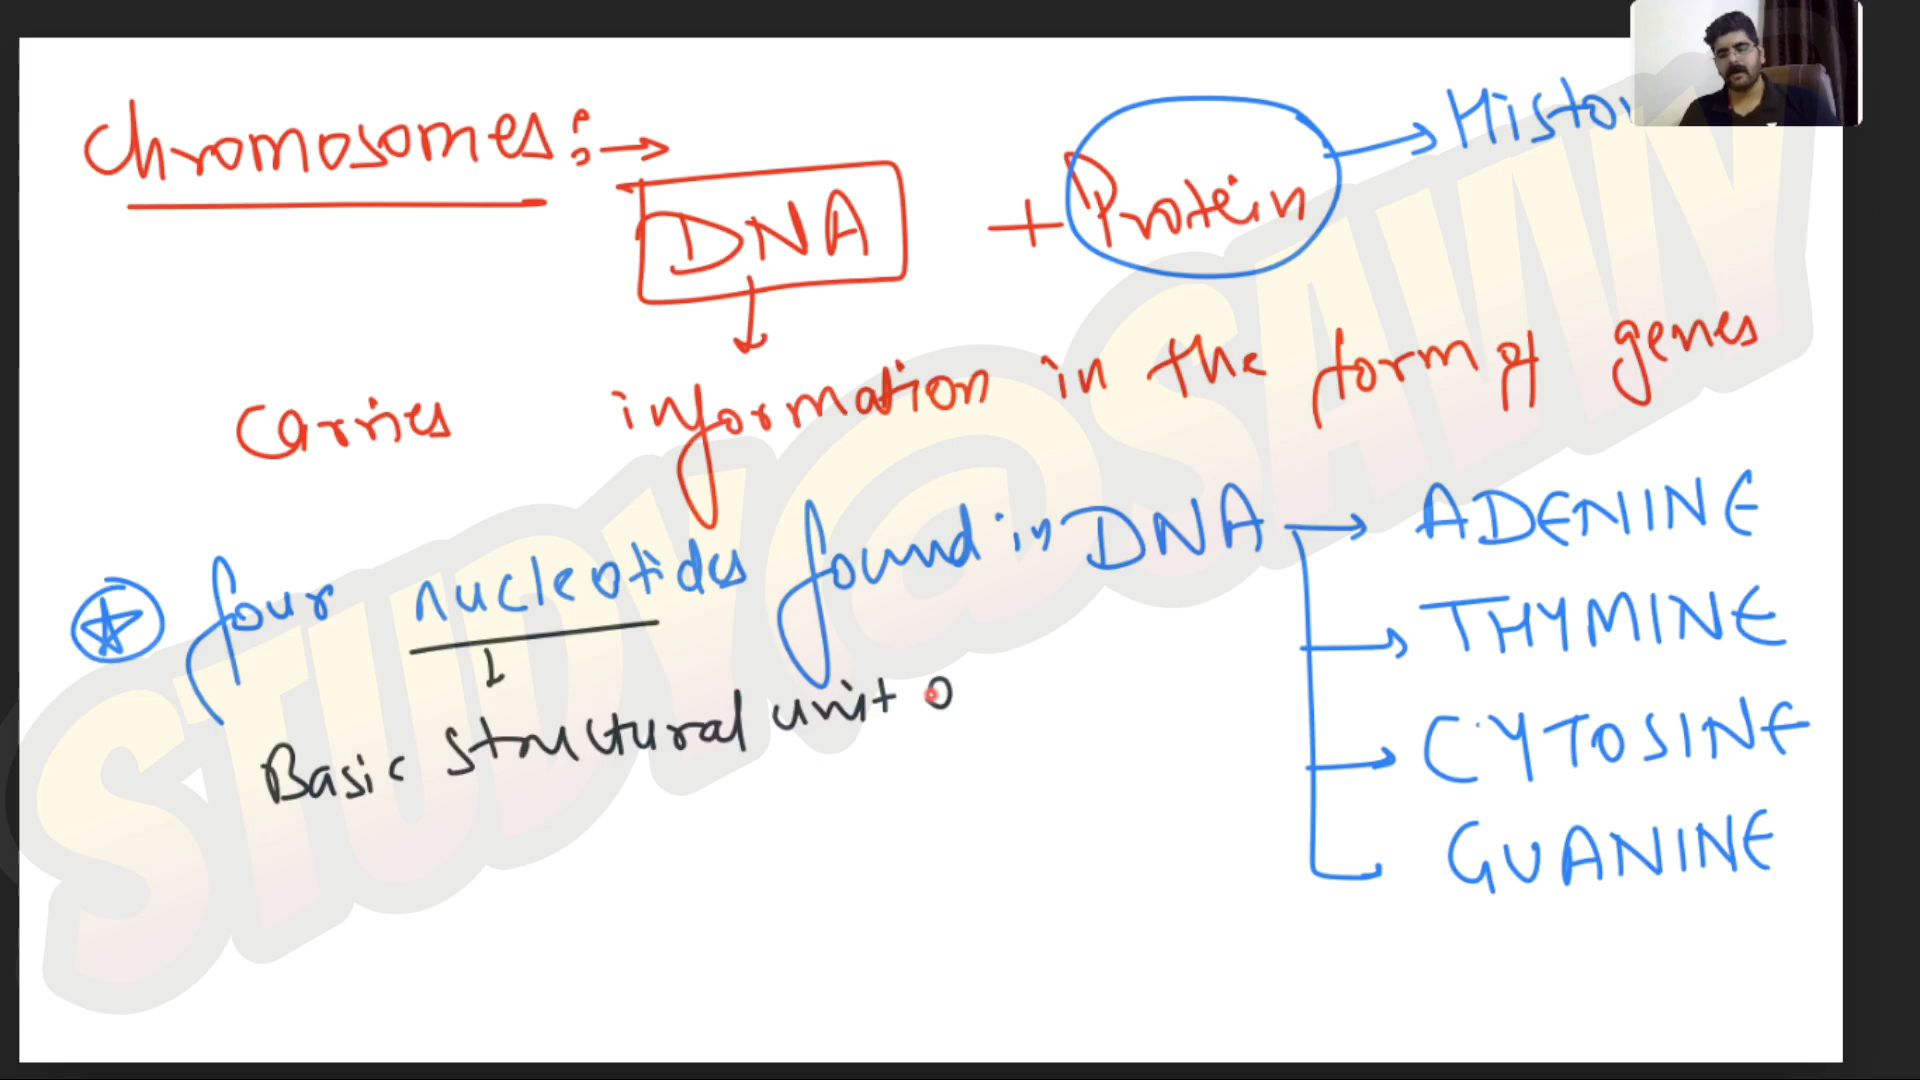 Chromosomes :→
DNA + Protein → Histo
Carries information in the form of genes
four nucleotides found in DNA → ADENINE
→ THYMINE
→ CYTOSINE
GUANINE
Basic structural unit o
STUDY@SAVVY